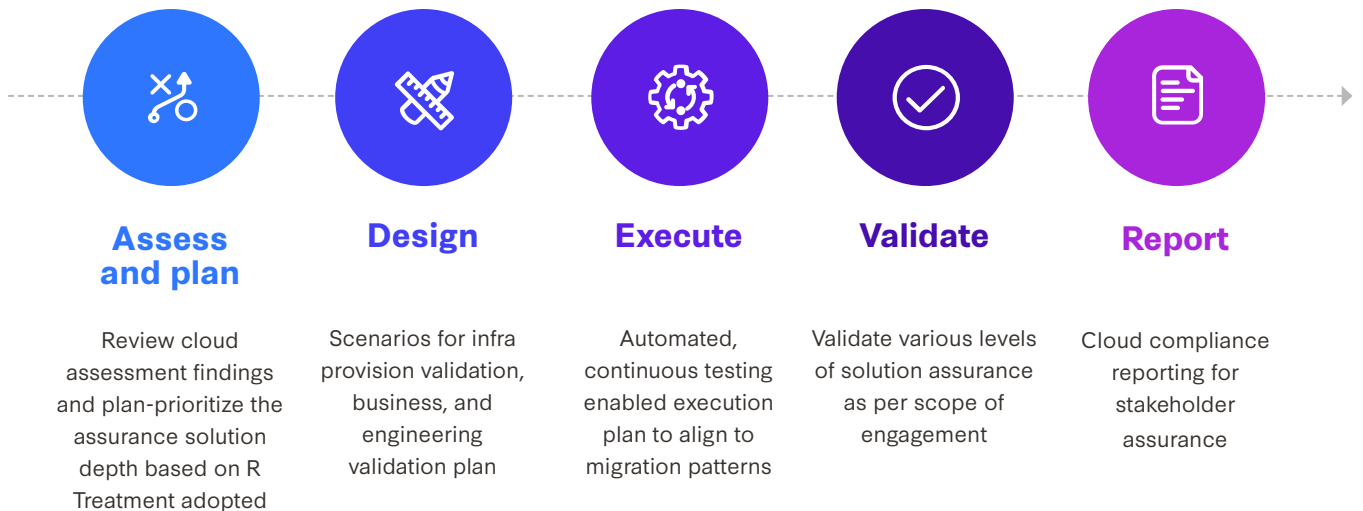 Assess
and plan
Review cloud
assessment findings
and plan-prioritize the
assurance solution
depth based on R
Treatment adopted
Design
Scenarios for infra
provision validation,
business, and
engineering
validation plan
Execute
Automated,
continuous testing
enabled execution
plan to align to
migration patterns
Validate
Validate various levels
of solution assurance
as per scope of
engagement
Report
Cloud compliance
reporting for
stakeholder
assurance